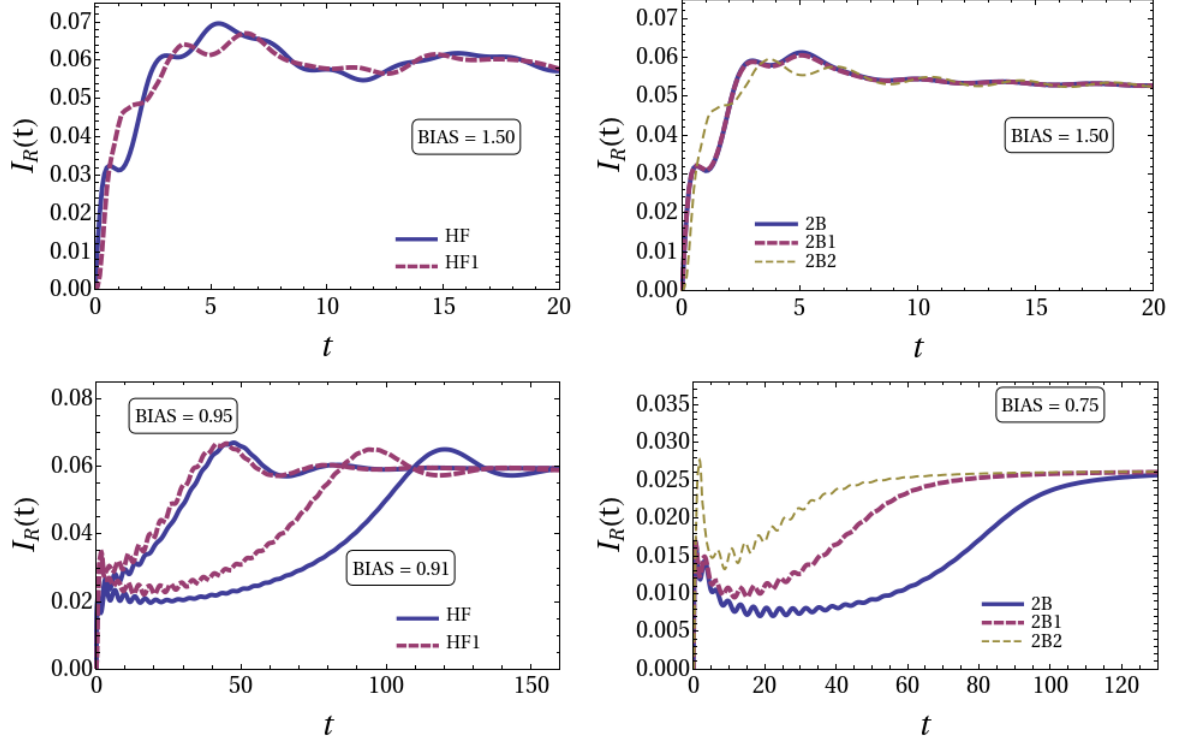 0.07
0.06
0.05
0.04
0.03
0.02
0.01
0.00
I_R(t)
BIAS = 1.50
HF
HF1
0 5 10 15 20
t
0.06
0.05
0.04
0.03
0.02
0.01
0.00
I_R(t)
BIAS = 1.50
2B
2B1
2B2
0 5 10 15 20
t
0.08
0.06
0.04
0.02
0.00
I_R(t)
BIAS = 0.95
BIAS = 0.91
HF
HF1
0 50 100 150
t
0.035
0.030
0.025
0.020
0.015
0.010
0.005
0.000
I_R(t)
BIAS = 0.75
2B
2B1
2B2
0 20 40 60 80 100 120
t